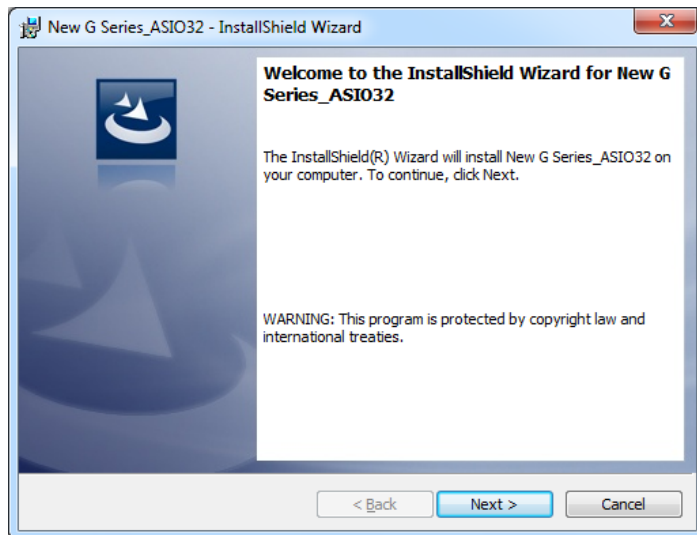 New G Series_ASIO32 - InstallShield Wizard
Welcome to the InstallShield Wizard for New G
Series_ASIO32
The InstallShield(R) Wizard will install New G Series_ASIO32 on
your computer. To continue, click Next.
WARNING: This program is protected by copyright law and
international treaties.
< Back
Next >
Cancel